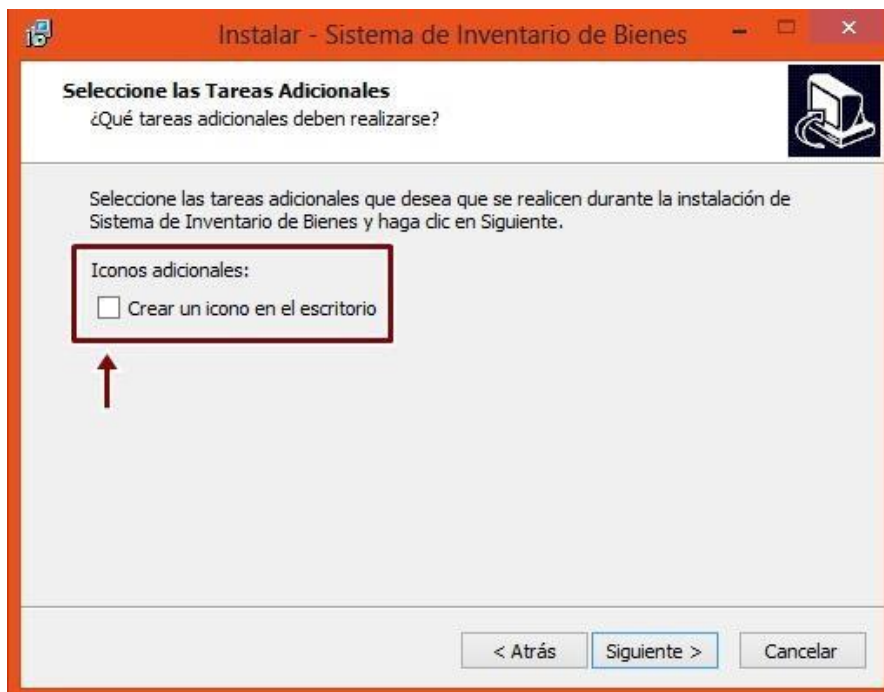 Instalar - Sistema de Inventario de Bienes
Seleccione las Tareas Adicionales
¿Qué tareas adicionales deben realizarse?
Seleccione las tareas adicionales que desea que se realicen durante la instalación de
Sistema de Inventario de Bienes y haga clic en Siguiente.
Iconos adicionales:
Crear un icono en el escritorio
< Atrás
Siguiente >
Cancelar